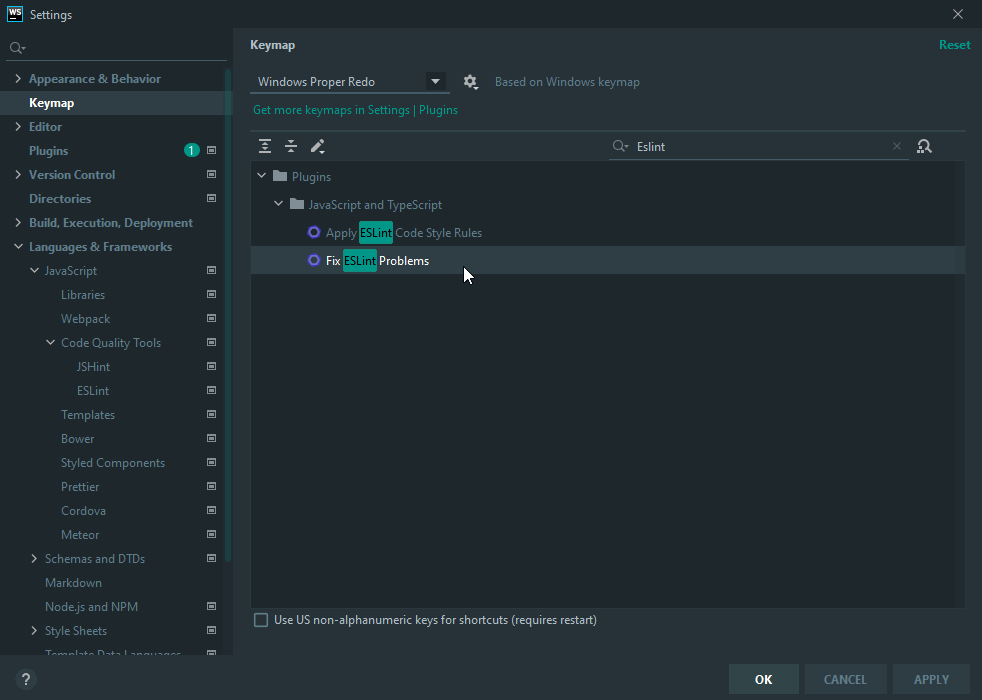 WS Settings
Appearance & Behavior
Keymap
Editor
Plugins 1
Version Control
Directories
Build, Execution, Deployment
Languages & Frameworks
JavaScript
Libraries
Webpack
Code Quality Tools
JSHint
ESLint
Templates
Bower
Styled Components
Prettier
Cordova
Meteor
Schemas and DTDs
Markdown
Node.js and NPM
Style Sheets
Template Data Languages
?
Keymap Reset
Windows Proper Redo Based on Windows keymap
Get more keymaps in Settings | Plugins
Eslint
Plugins
JavaScript and TypeScript
Apply ESLint Code Style Rules
Fix ESLint Problems
Use US non-alphanumeric keys for shortcuts (requires restart)
OK CANCEL APPLY